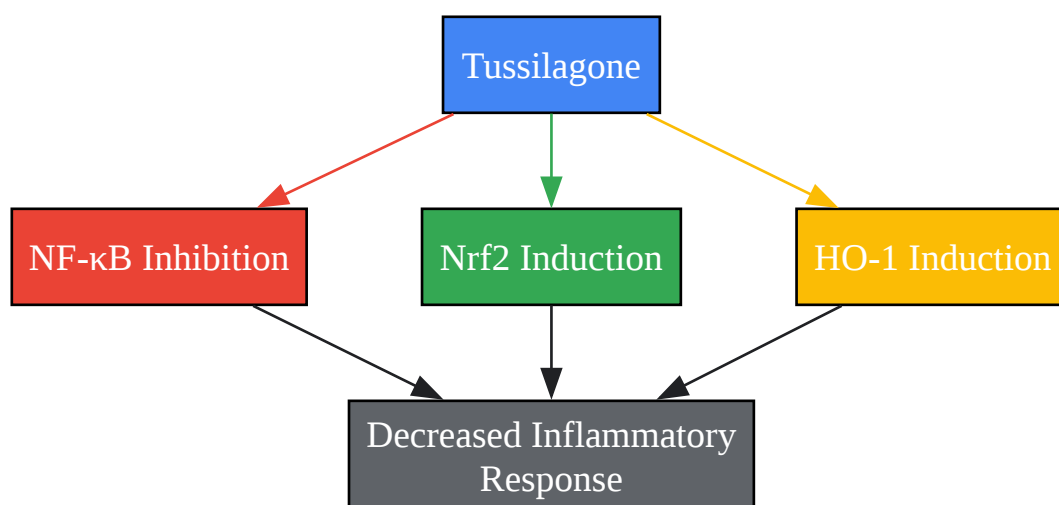 Tussilagone
NF-κB Inhibition
Nrf2 Induction
HO-1 Induction
Decreased Inflammatory
Response